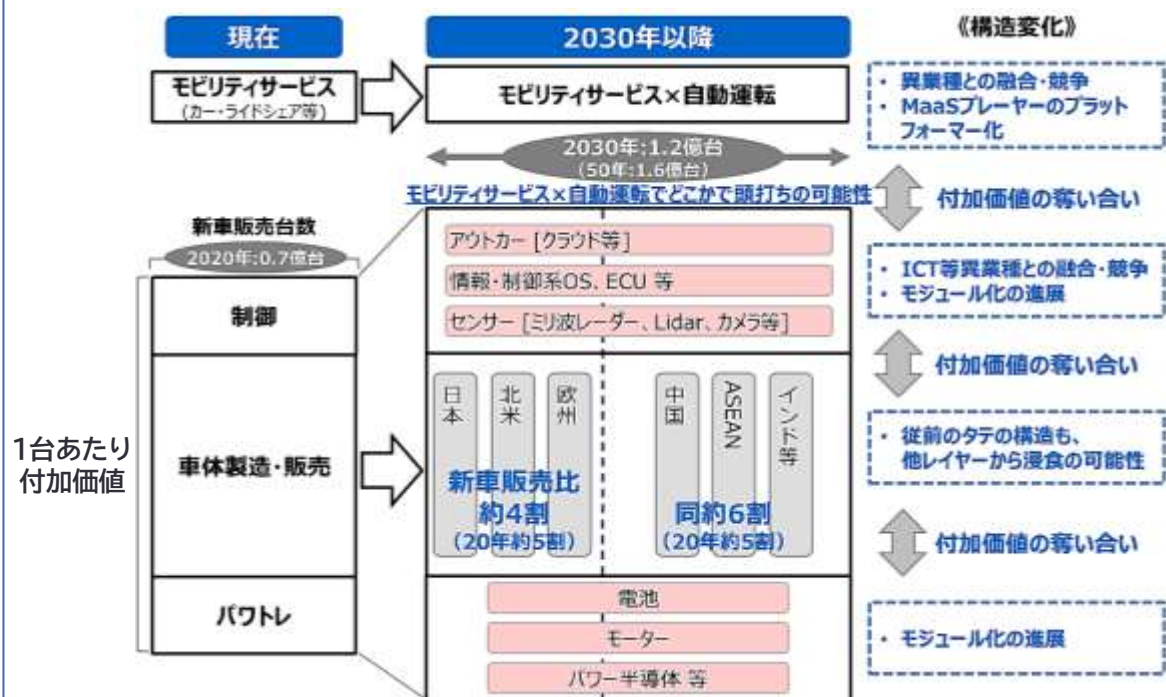 現在
2030年以降
《構造変化》
モビリティサービス
(カー・ライドシェア等)
モビリティサービス×自動運転
・ 異業種との融合・競争
・ MaaSプレーヤーのプラット
フォーマー化
2030年:1.2億台
(50年:1.6億台)
モビリティサービス×自動運転でどこかで頭打ちの可能性
付加価値の奪い合い
新車販売台数
2020年:0.7億台
アウトカー [クラウド等]
情報・制御系OS、ECU 等
センサー [ミリ波レーダー、Lidar、カメラ等]
制御
・ ICT等異業種との融合・競争
・ モジュール化の進展
付加価値の奪い合い
1台あたり
付加価値
車体製造・販売
日本
北米
欧州
中国
ASEAN
インド等
新車販売比
約4割
(20年約5割)
同約6割
(20年約5割)
・ 従前のタテの構造も、
他レイヤーから浸食の可能性
付加価値の奪い合い
パワトレ
電池
モーター
パワー半導体 等
・ モジュール化の進展